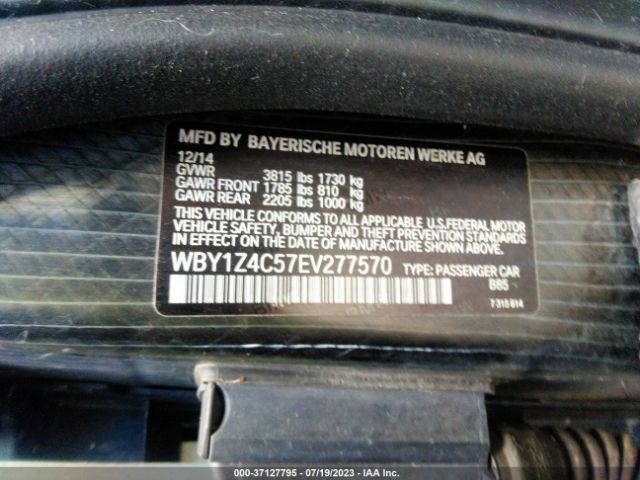 MFD BY BAYERISCHE MOTOREN WERKE AG
12/14
GVWR 3815 lbs 1730 kg
GAWR FRONT 1785 lbs 810 kg
GAWR REAR 2205 lbs 1000 kg
THIS VEHICLE CONFORMS TO ALL APPLICABLE U.S.FEDERAL MOTOR
VEHICLE SAFETY, BUMPER AND THEFT PREVENTION STANDARDS
IN EFFECT ON THE DATE OF MANUFACTURE SHOWN ABOVE.
WBY1Z4C57EV277570 TYPE: PASSENGER CAR
B85
7 315 814
000-37127795 - 07/19/2023 - IAA Inc.